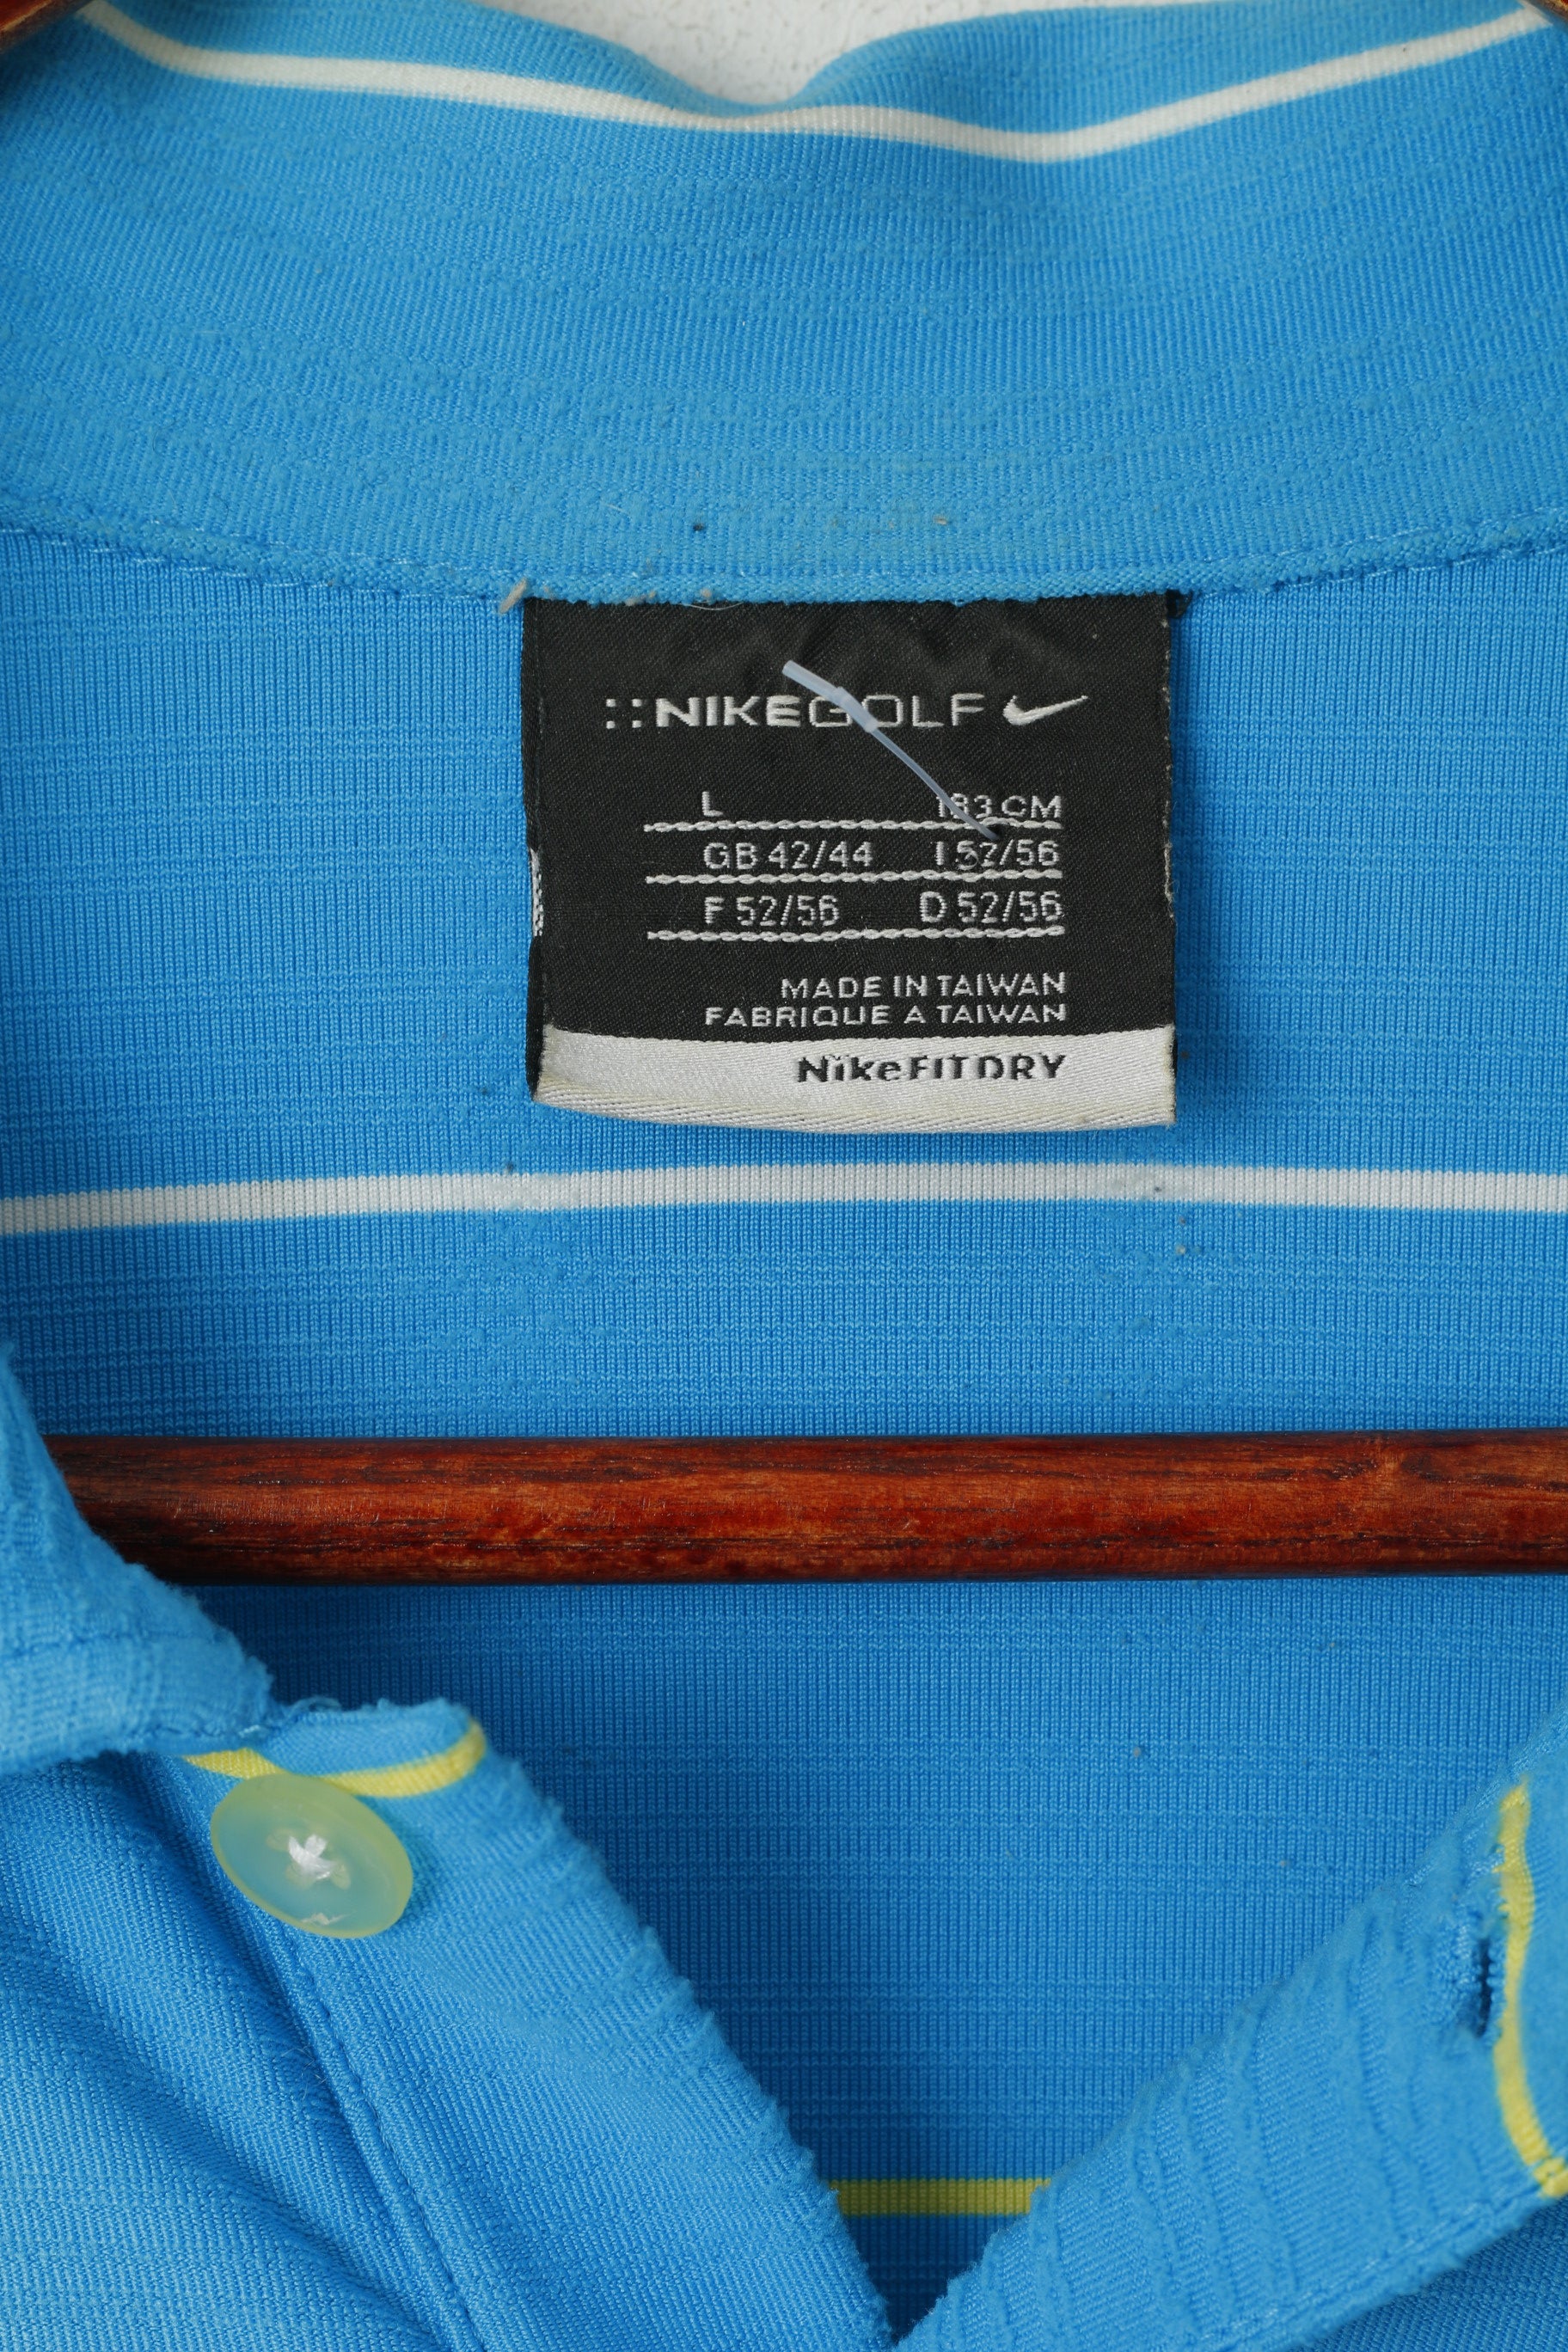 ::NIKEGOLF
L 183 CM
GB 42/44 I 52/56
F 52/56 D 52/56
MADE IN TAIWAN
FABRIQUE A TAIWAN
NikeFITDRY